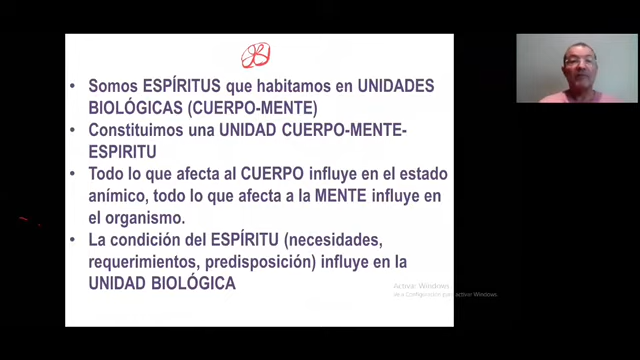 • Somos ESPÍRITUS que habitamos en UNIDADES
BIOLÓGICAS (CUERPO-MENTE)
• Constituimos una UNIDAD CUERPO-MENTE-
ESPIRITU
• Todo lo que afecta al CUERPO influye en el estado
anímico, todo lo que afecta a la MENTE influye en
el organismo.
• La condición del ESPÍRITU (necesidades,
requerimientos, predisposición) influye en la
UNIDAD BIOLÓGICA
Activar Windows
activar Windows.